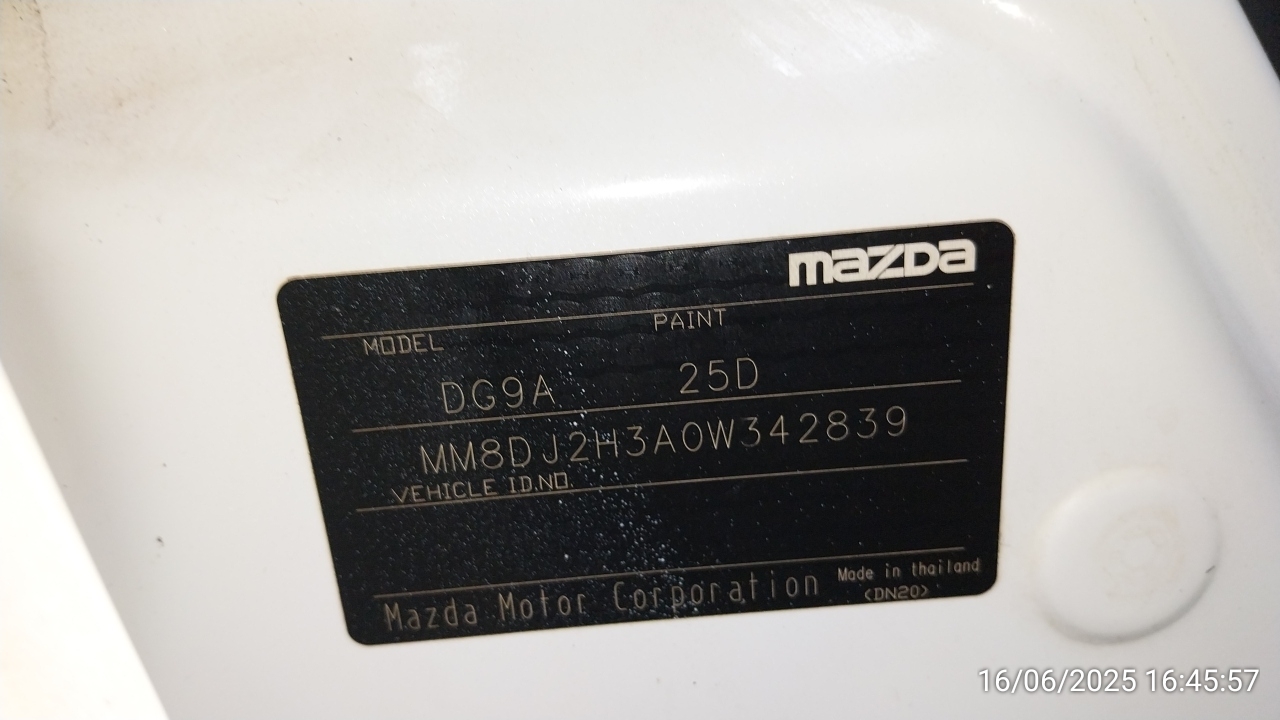 mazda
MODEL PAINT
DG9A 25D
MM8DJ2H3A0W342839
VEHICLE ID.NO.
Mazda Motor Corporation Made in thailand
<DN20>
16/06/2025 16:45:57